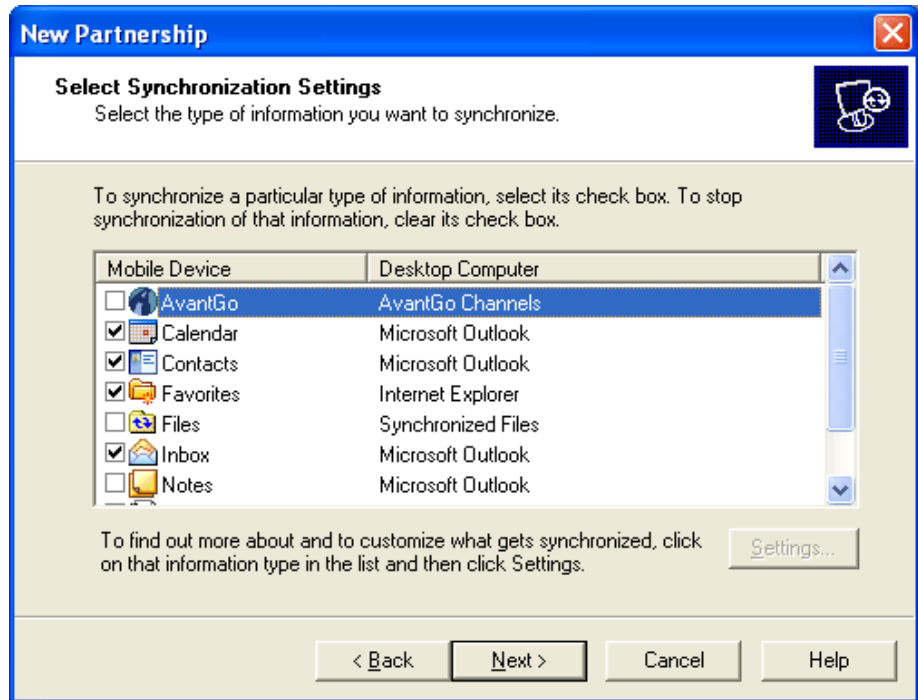 New Partnership
Select Synchronization Settings
Select the type of information you want to synchronize.
To synchronize a particular type of information, select its check box. To stop
synchronization of that information, clear its check box.
Mobile Device Desktop Computer
AvantGo AvantGo Channels
Calendar Microsoft Outlook
Contacts Microsoft Outlook
Favorites Internet Explorer
Files Synchronized Files
Inbox Microsoft Outlook
Notes Microsoft Outlook
To find out more about and to customize what gets synchronized, click
on that information type in the list and then click Settings.
Settings...
< Back Next > Cancel Help